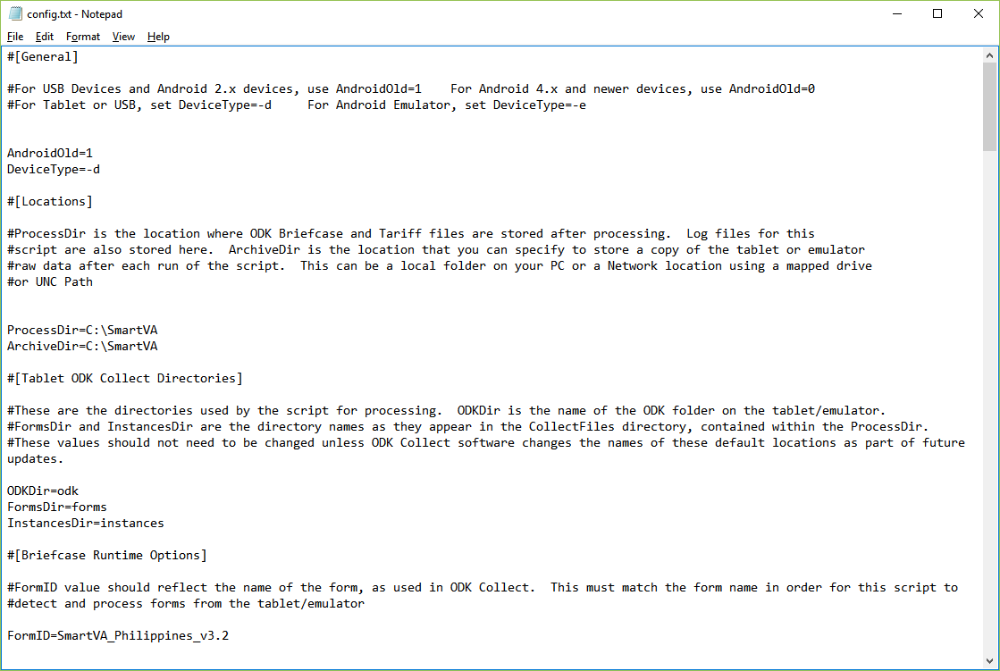 config.txt - Notepad
File Edit Format View Help
#[General]
#For USB Devices and Android 2.x devices, use AndroidOld=1    For Android 4.x and newer devices, use AndroidOld=0
#For Tablet or USB, set DeviceType=-d     For Android Emulator, set DeviceType=-e
AndroidOld=1
DeviceType=-d
#[Locations]
#ProcessDir is the location where ODK Briefcase and Tariff files are stored after processing.  Log files for this
#script are also stored here.  ArchiveDir is the location that you can specify to store a copy of the tablet or emulator
#raw data after each run of the script.  This can be a local folder on your PC or a Network location using a mapped drive
#or UNC Path
ProcessDir=C:\SmartVA
ArchiveDir=C:\SmartVA
#[Tablet ODK Collect Directories]
#These are the directories used by the script for processing.  ODKDir is the name of the ODK folder on the tablet/emulator.
#FormsDir and InstancesDir are the directory names as they appear in the CollectFiles directory, contained within the ProcessDir.
#These values should not need to be changed unless ODK Collect software changes the names of these default locations as part of future
updates.
ODKDir=odk
FormsDir=forms
InstancesDir=instances
#[Briefcase Runtime Options]
#FormID value should reflect the name of the form, as used in ODK Collect.  This must match the form name in order for this script to
#detect and process forms from the tablet/emulator
FormID=SmartVA_Philippines_v3.2